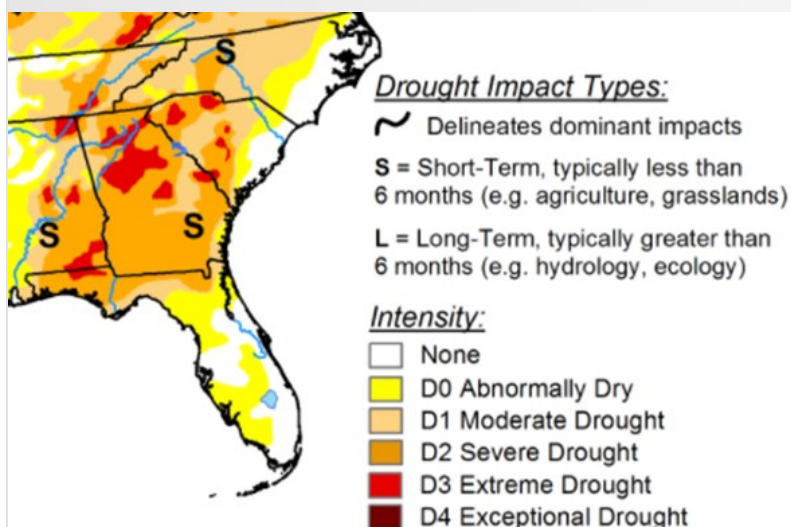 S
S
S
Drought Impact Types:
Delineates dominant impacts
S = Short-Term, typically less than
6 months (e.g. agriculture, grasslands)
L = Long-Term, typically greater than
6 months (e.g. hydrology, ecology)
Intensity:
None
D0 Abnormally Dry
D1 Moderate Drought
D2 Severe Drought
D3 Extreme Drought
D4 Exceptional Drought